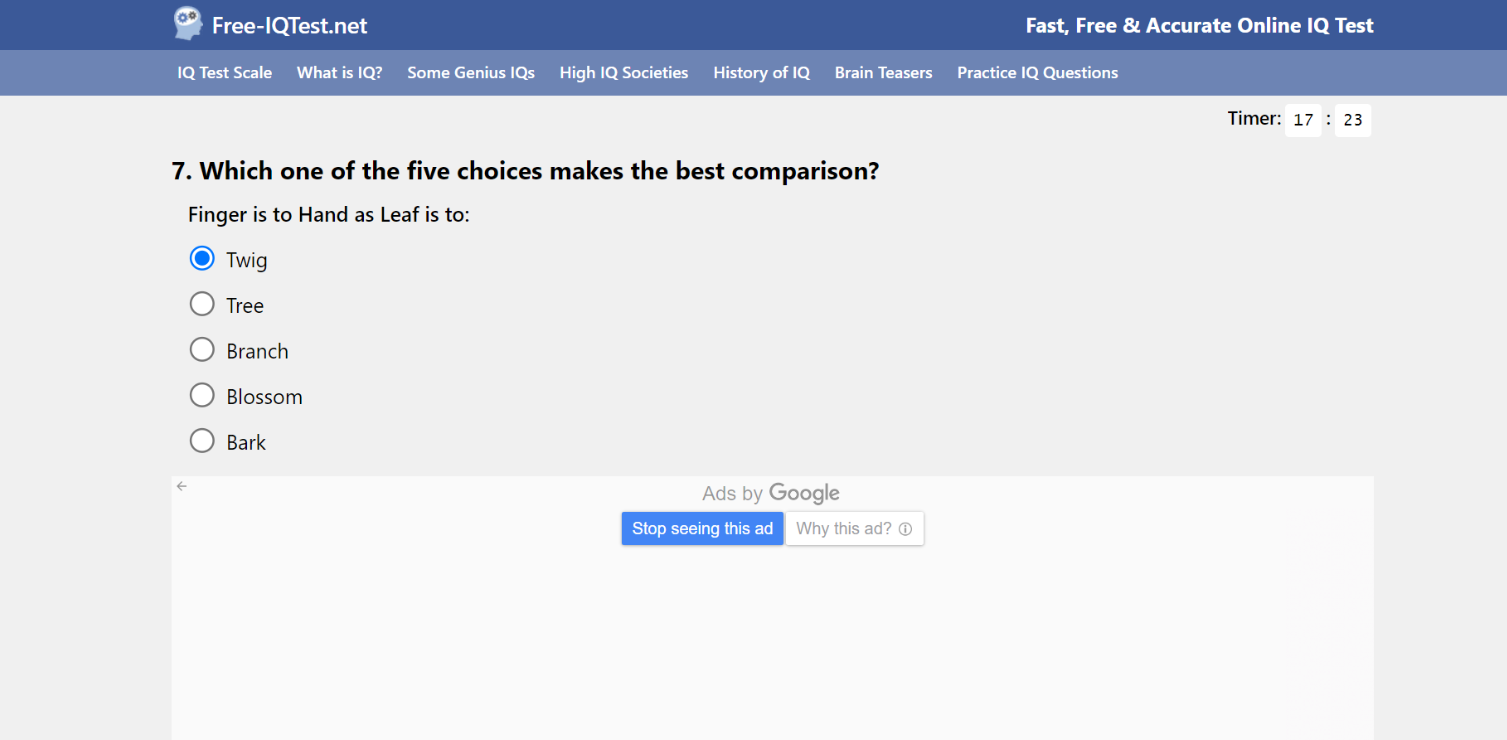 Free-IQTest.net
Fast, Free & Accurate Online IQ Test
IQ Test Scale
What is IQ?
Some Genius IQs
High IQ Societies
History of IQ
Brain Teasers
Practice IQ Questions
Timer: 17 : 23
7. Which one of the five choices makes the best comparison?
Finger is to Hand as Leaf is to:
Twig
Tree
Branch
Blossom
Bark
Ads by Google
Stop seeing this ad
Why this ad?